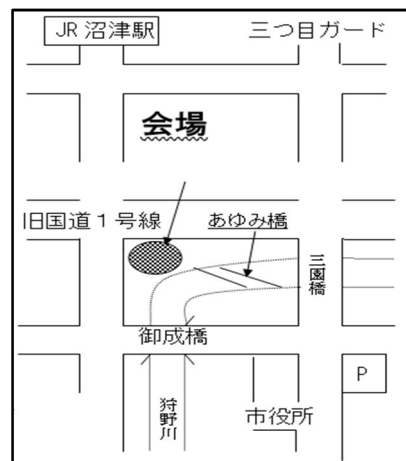 JR 沼津駅
三つ目ガード
会場
旧国道１号線
あゆみ橋
三園橋
御成橋
狩野川
市役所
P